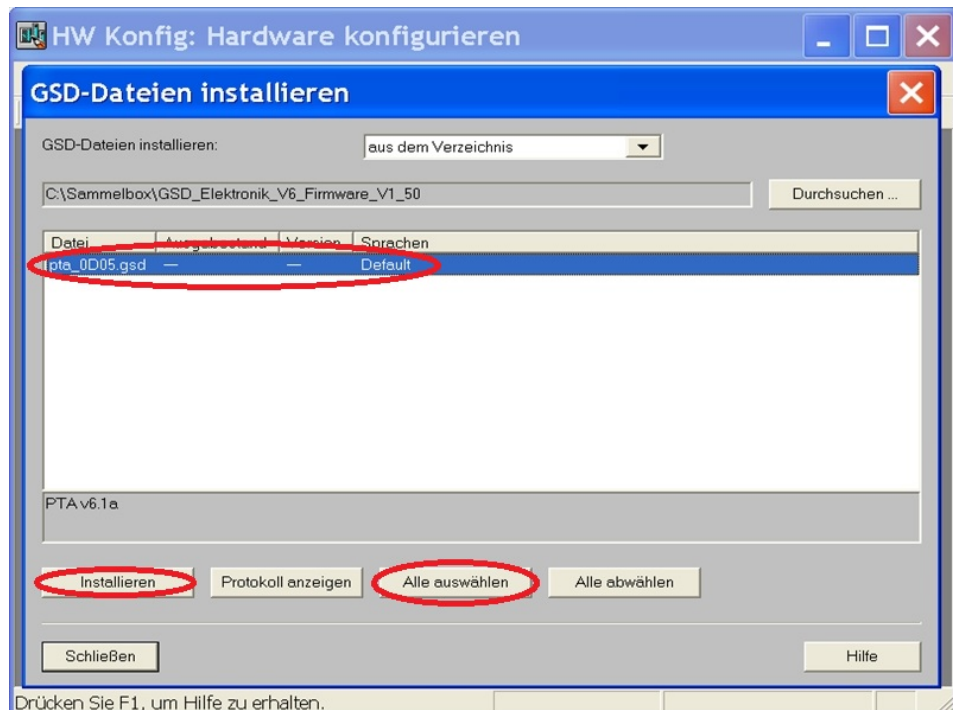 HW Konfig: Hardware konfigurieren
GSD-Dateien installieren
GSD-Dateien installieren:
aus dem Verzeichnis
C:\Sammelbox\GSD_Elektronik_V6_Firmware_V1_50
Durchsuchen ...
Datei Ausgabestand Version Sprachen
pta_0D05.gsd — — Default
PTA v6.1a
Installieren Protokoll anzeigen Alle auswählen Alle abwählen
Schließen Hilfe
Drücken Sie F1, um Hilfe zu erhalten.